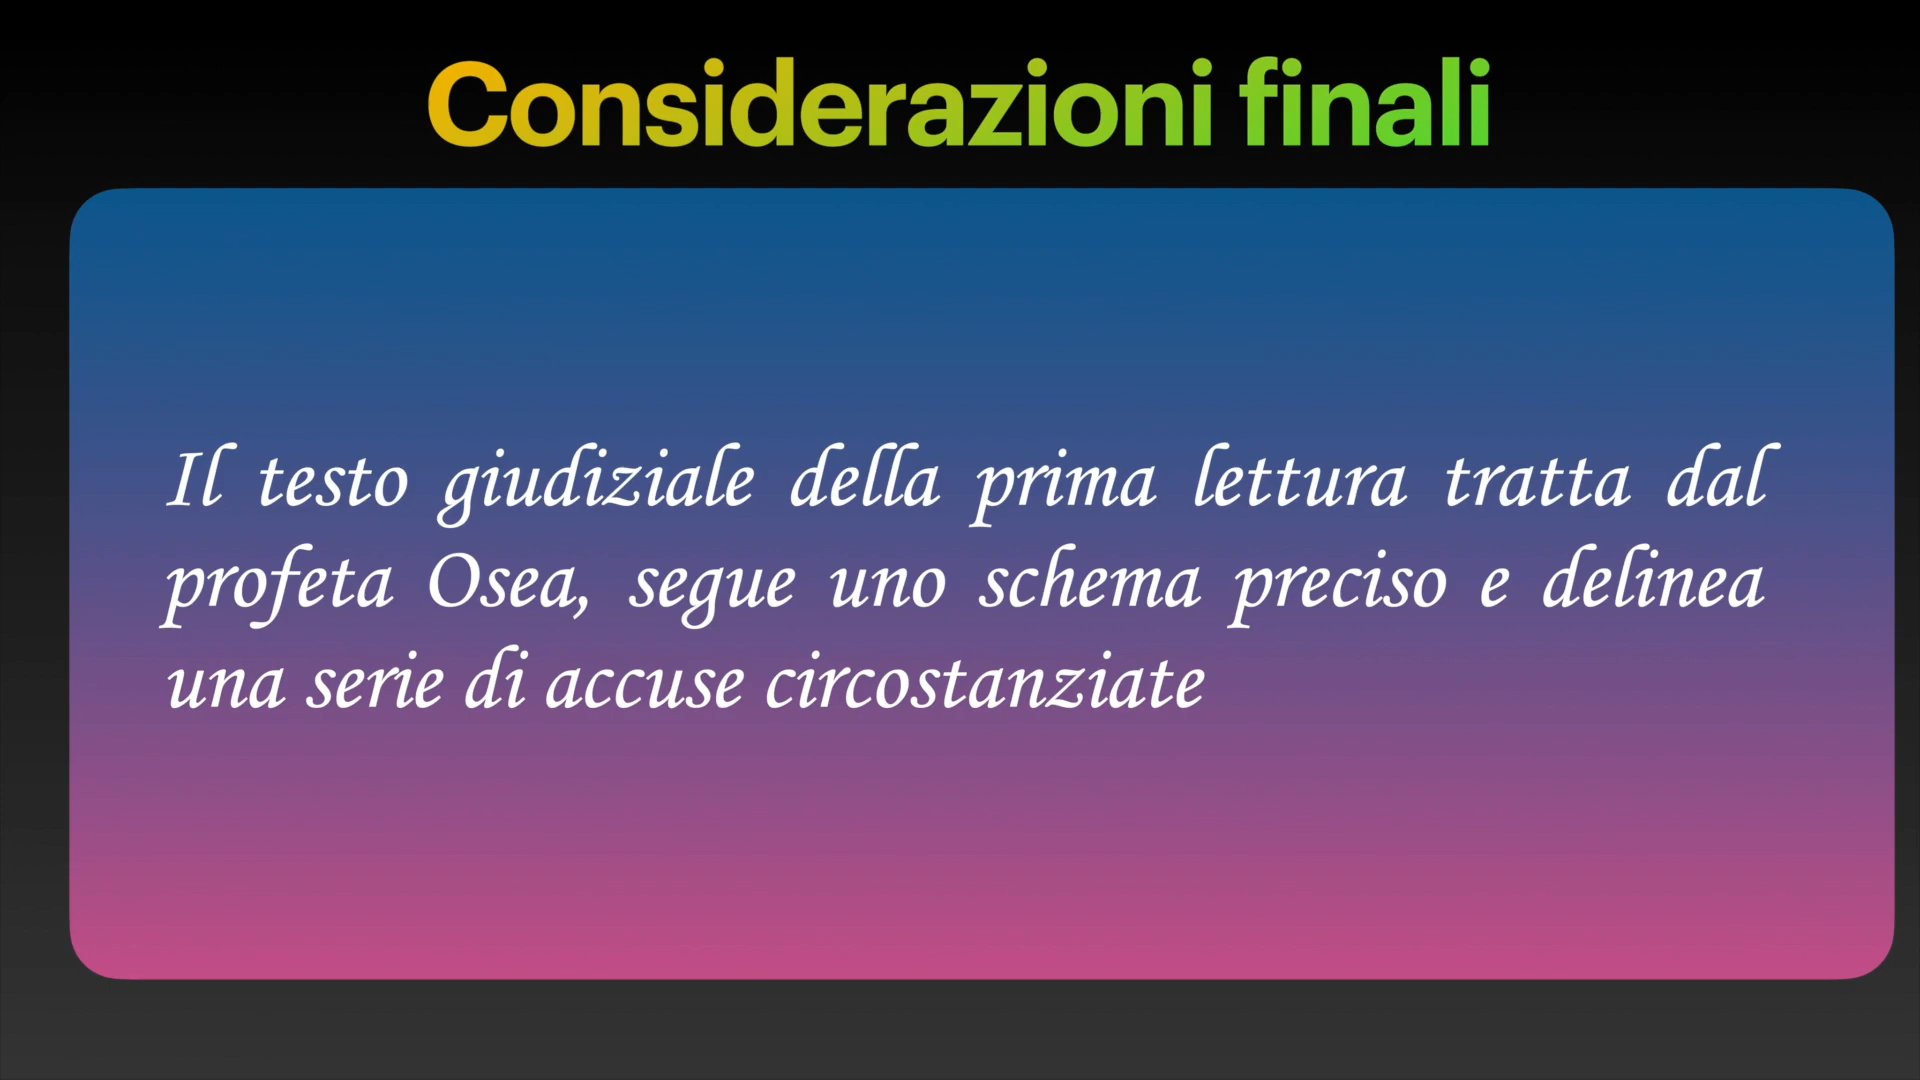 Considerazioni finali
Il testo giudiziale della prima lettura tratta dal
profeta Osea, segue uno schema preciso e delinea
una serie di accuse circostanziate